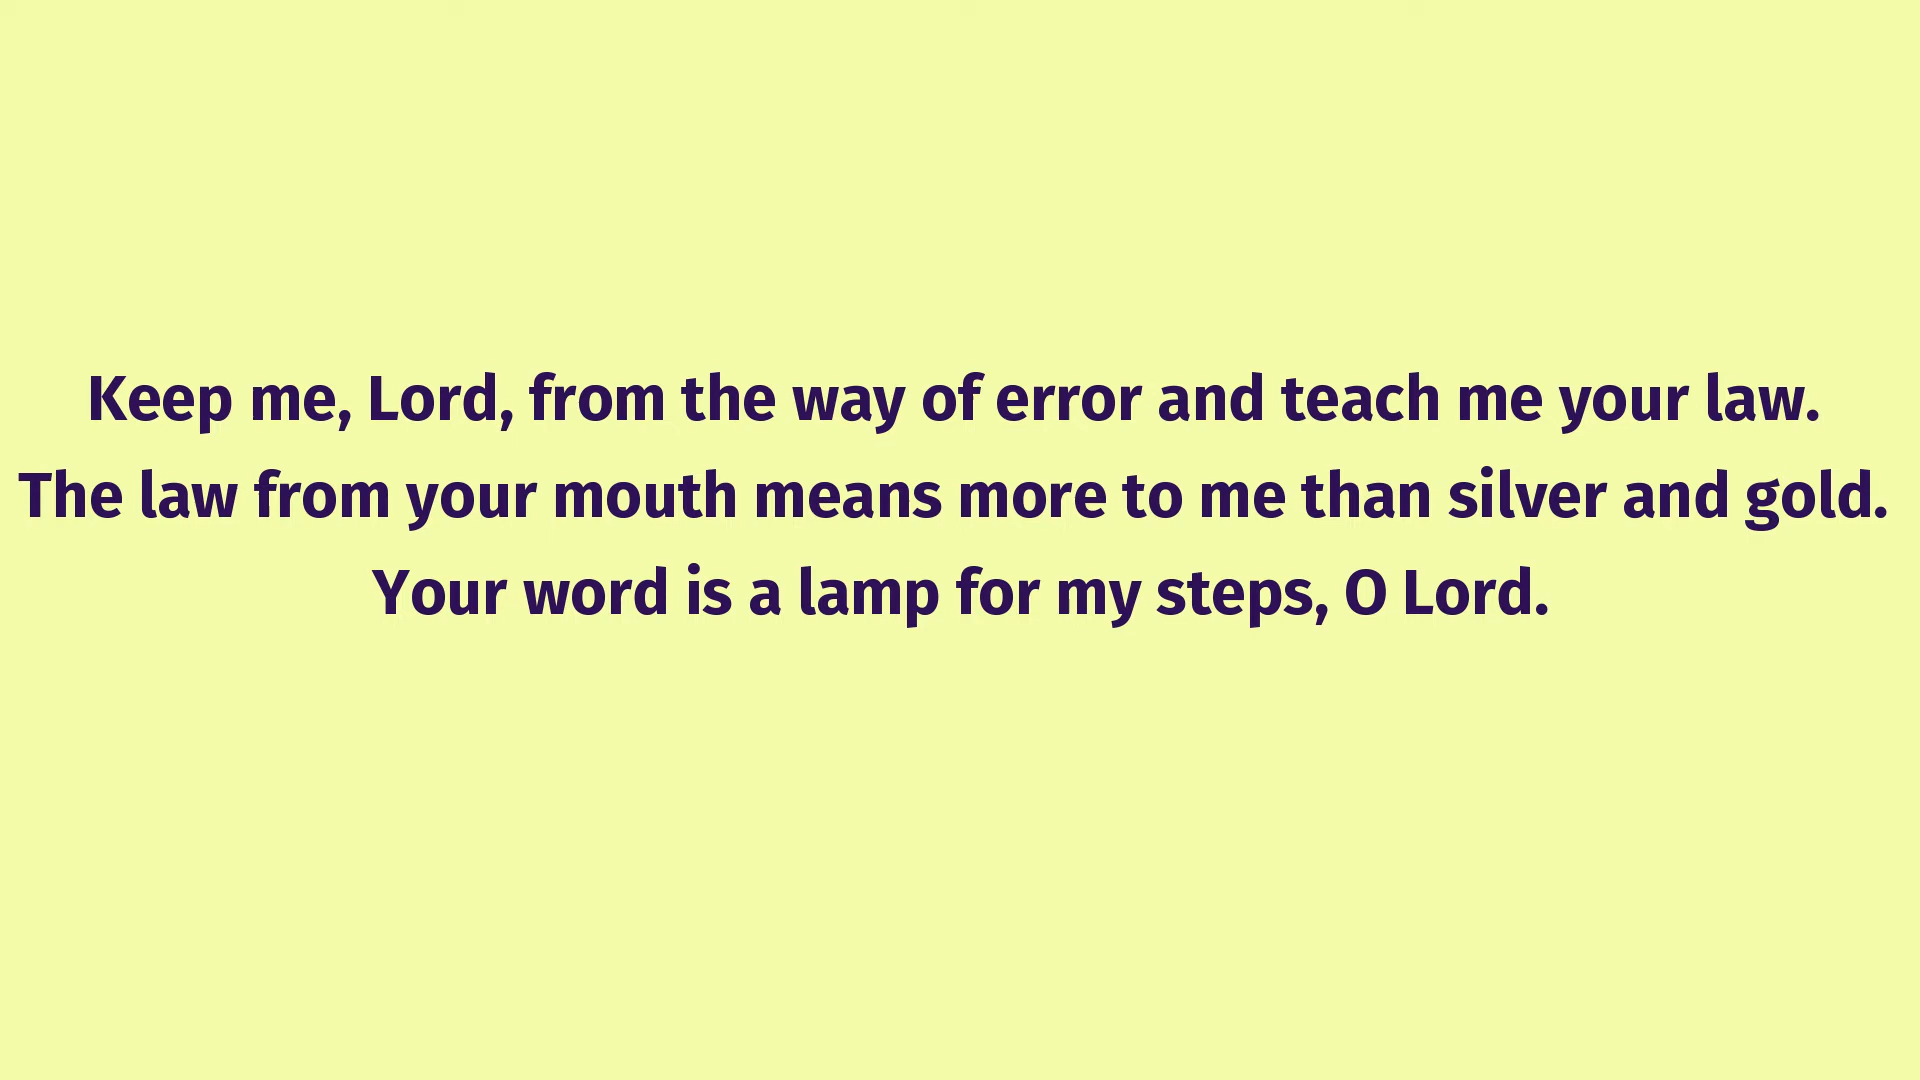 Keep me, Lord, from the way of error and teach me your law.
The law from your mouth means more to me than silver and gold.
Your word is a lamp for my steps, O Lord.